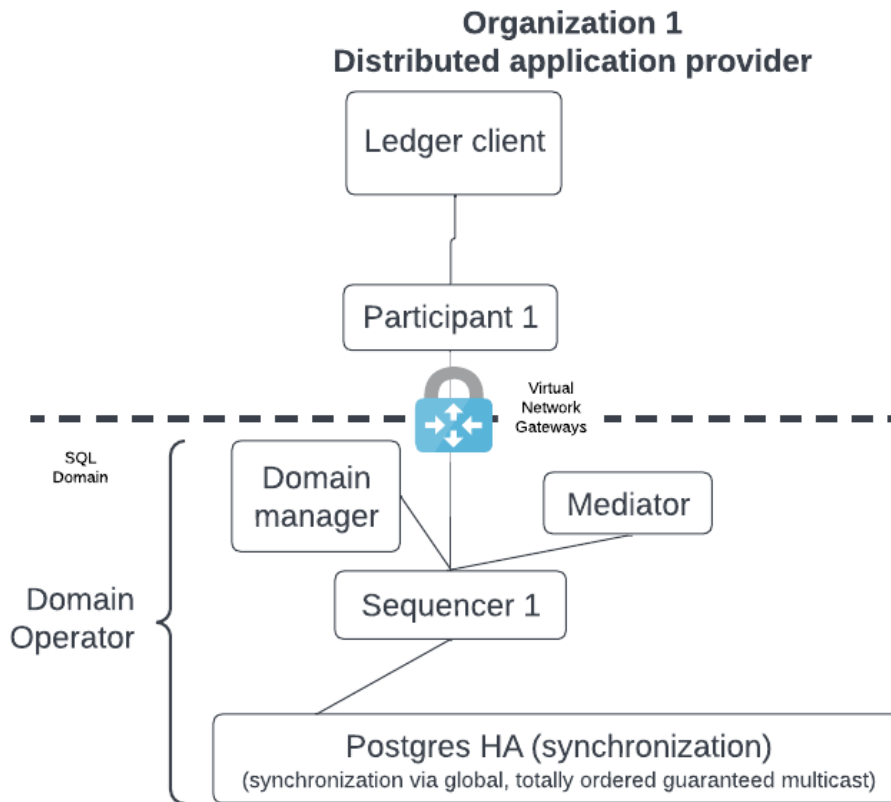 Organization 1
Distributed application provider
Ledger client
Participant 1
Virtual
Network
Gateways
SQL
Domain
Domain
manager
Mediator
Sequencer 1
Domain
Operator
Postgres HA (synchronization)
(synchronization via global, totally ordered guaranteed multicast)